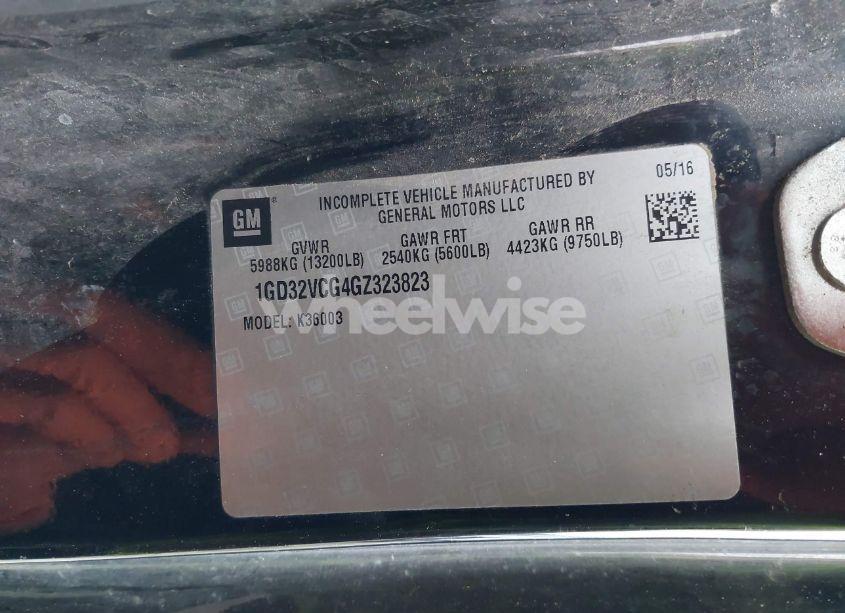 GM
INCOMPLETE VEHICLE MANUFACTURED BY
GENERAL MOTORS LLC
05/16
GVWR GAWR FRT GAWR RR
5988KG (13200LB) 2540KG (5600LB) 4423KG (9750LB)
1GD32VCG4GZ323823
MODEL: K36003
wheelwise